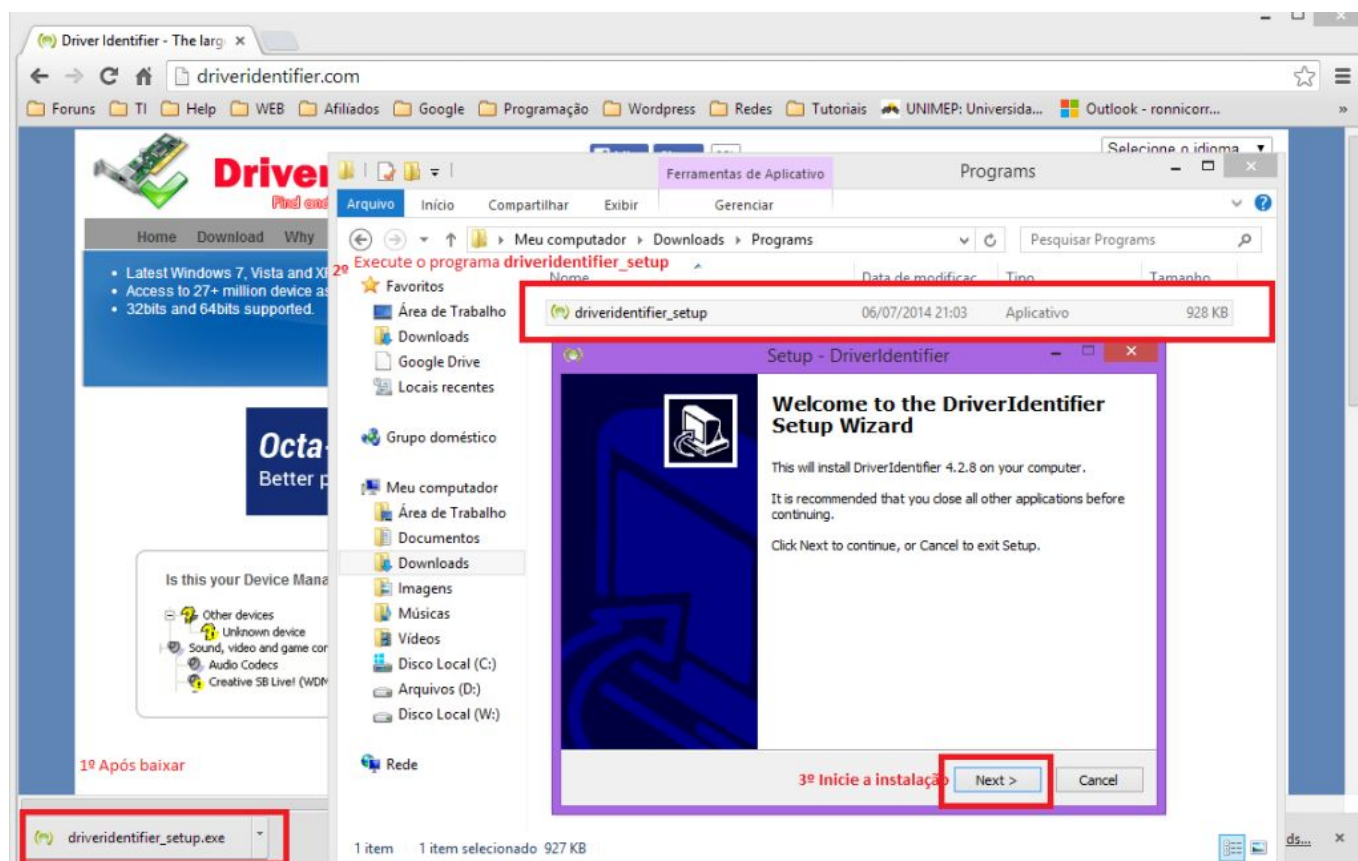 Driver Identifier - The larg
driveridentifier.com
Foruns TI Help WEB Afiliados Google Programação Wordpress Redes Tutoriais UNIMEP: Universida... Outlook - ronnicorr... »
Selecione o idioma
Driver
Find and
Home Download Why
• Latest Windows 7, Vista and XP
• Access to 27+ million device as
• 32bits and 64bits supported.
Octa-
Better p
Is this your Device Mana
Other devices
Unknown device
Sound, video and game cor
Audio Codecs
Creative SB Live! (WDM
1º Após baixar
driveridentifier_setup.exe
ds...
Ferramentas de Aplicativo
Programs
Arquivo Início Compartilhar Exibir Gerenciar
Meu computador Downloads Programs
Pesquisar Programs
2º Execute o programa driveridentifier_setup
Nome Data de modificaç Tipo Tamanho
driveridentifier_setup 06/07/2014 21:03 Aplicativo 928 KB
Favoritos
Área de Trabalho
Downloads
Google Drive
Locais recentes
Grupo doméstico
Meu computador
Área de Trabalho
Documentos
Downloads
Imagens
Músicas
Vídeos
Disco Local (C:)
Arquivos (D:)
Disco Local (W:)
Rede
Setup - DriverIdentifier
Welcome to the DriverIdentifier
Setup Wizard
This will install DriverIdentifier 4.2.8 on your computer.
It is recommended that you close all other applications before
continuing.
Click Next to continue, or Cancel to exit Setup.
3º Inicie a instalação
Next >
Cancel
1 item 1 item selecionado 927 KB